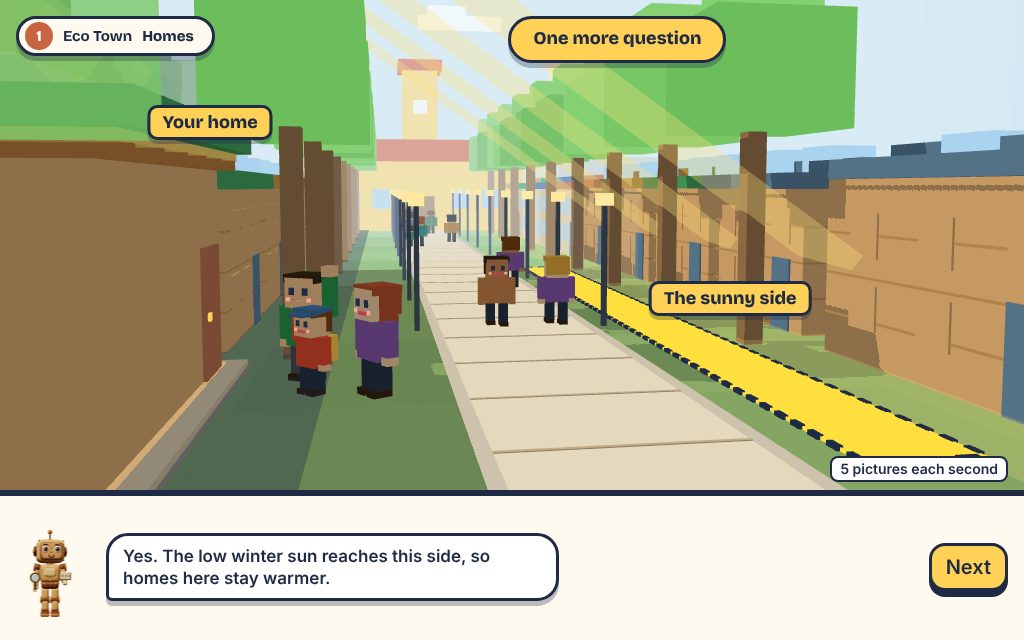 1 Eco Town Homes
One more question
Your home
The sunny side
5 pictures each second
Yes. The low winter sun reaches this side, so
homes here stay warmer.
Next